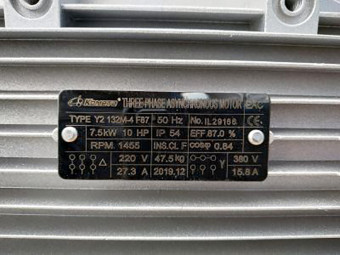 THREE-PHASE ASYNCHRONOUS MOTOR EAC
TYPE Y2 132M-4 F87 50 Hz No. IL29166 CE
7.5kW 10 HP IP 54 EFF 87.0 %
RPM. 1455 INS.CL F cosφ 0.84
△ 220 V 47.5kg Y 380 V
27.3 A 2019.12 15.8 A